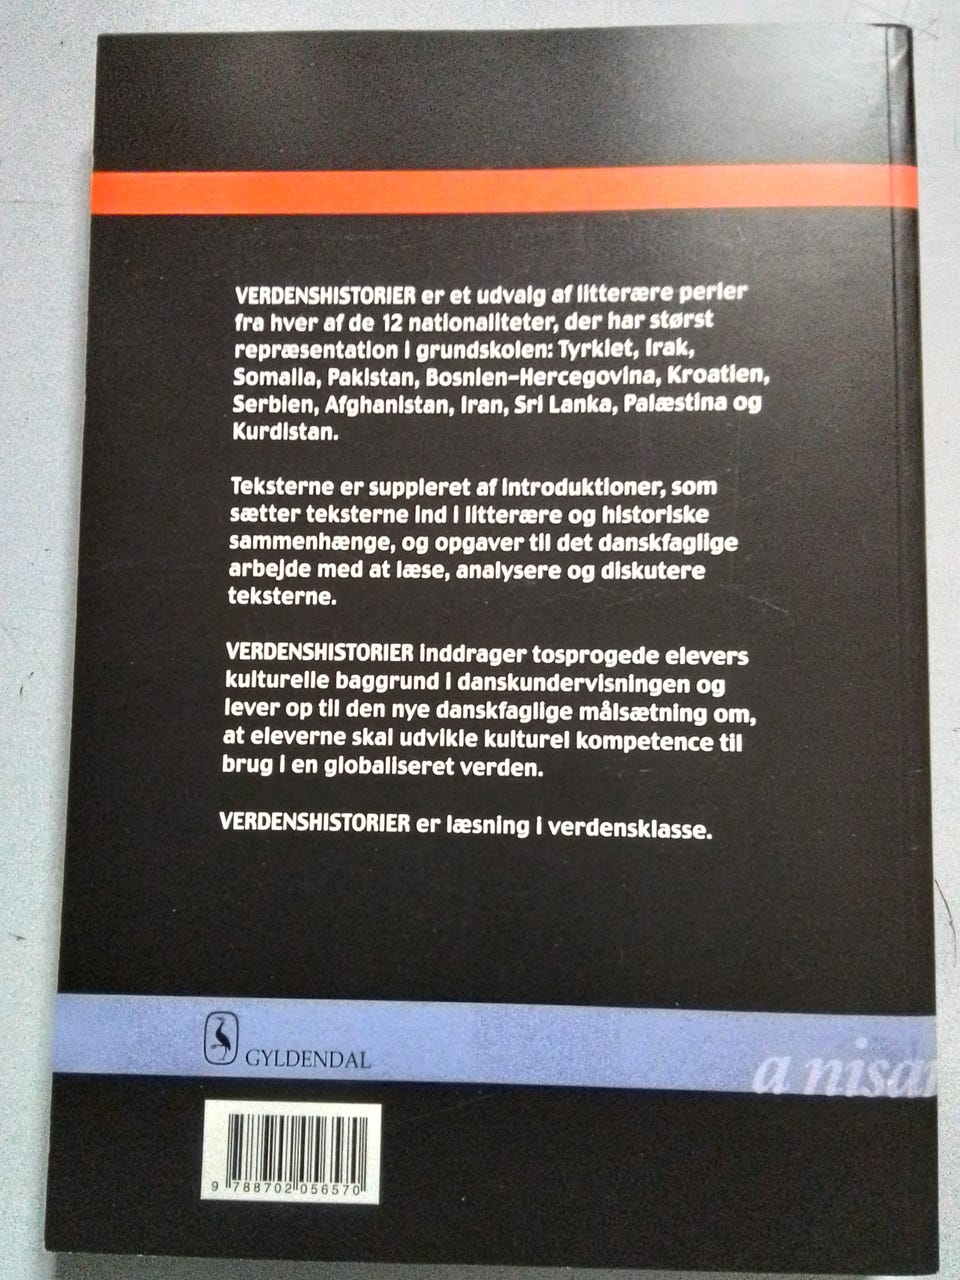 VERDENSHISTORIER er et udvalg af litterære perler
fra hver af de 12 nationaliteter, der har størst
repræsentation i grundskolen: Tyrkiet, Irak,
Somalia, Pakistan, Bosnien-Hercegovina, Kroatien,
Serbien, Afghanistan, Iran, Sri Lanka, Palæstina og
Kurdistan.
Teksterne er suppleret af introduktioner, som
sætter teksterne ind i litterære og historiske
sammenhænge, og opgaver til det danskfaglige
arbejde med at læse, analysere og diskutere
teksterne.
VERDENSHISTORIER inddrager tosprogede elevers
kulturelle baggrund i danskundervisningen og
lever op til den nye danskfaglige målsætning om,
at eleverne skal udvikle kulturel kompetence til
brug i en globaliseret verden.
VERDENSHISTORIER er læsning i verdensklasse.
GYLDENDAL
a nisa
9 788702 056570